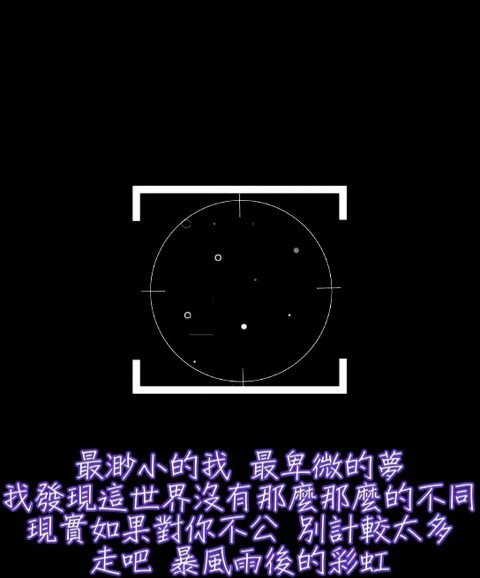 最渺小的我 最卑微的夢
我發現這世界沒有那麼那麼的不同
現實如果對你不公 別計較太多
走吧 暴風雨後的彩虹